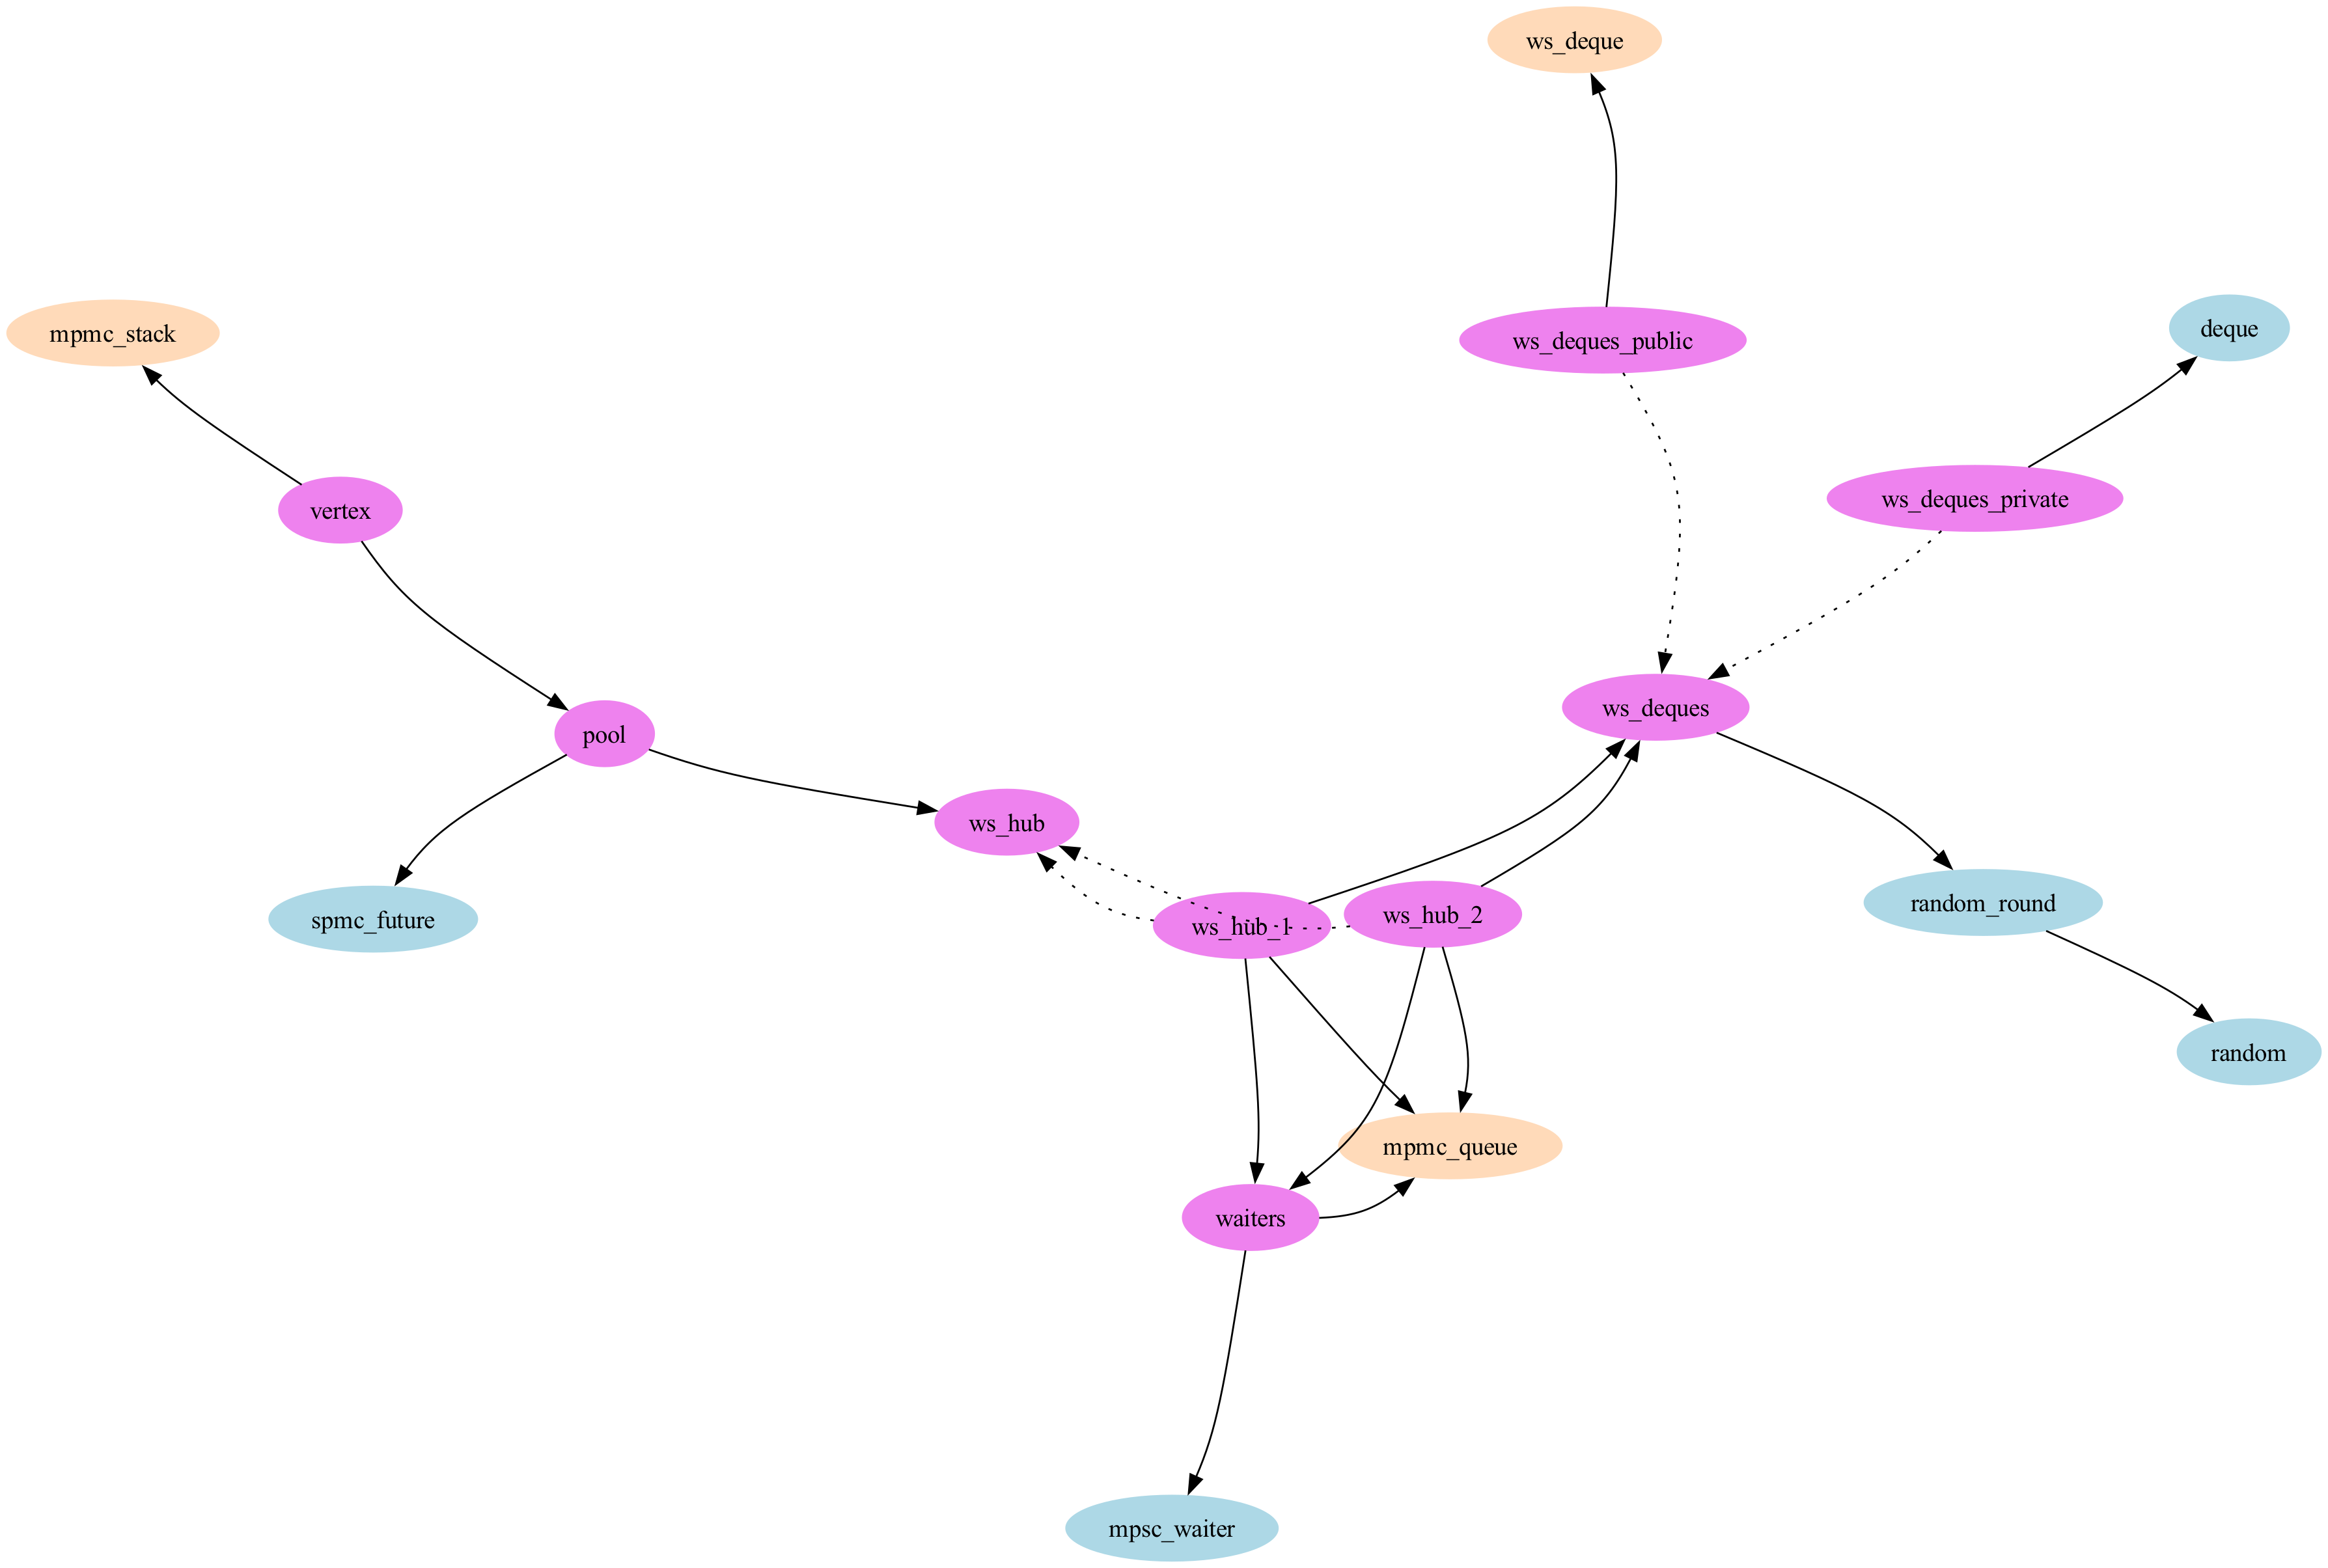 ws_deque
mpmc_stack
ws_deques_public
deque
vertex
ws_deques_private
ws_deques
pool
ws_hub
spmc_future
ws_hub_1
ws_hub_2
random_round
random
mpmc_queue
waiters
mpsc_waiter